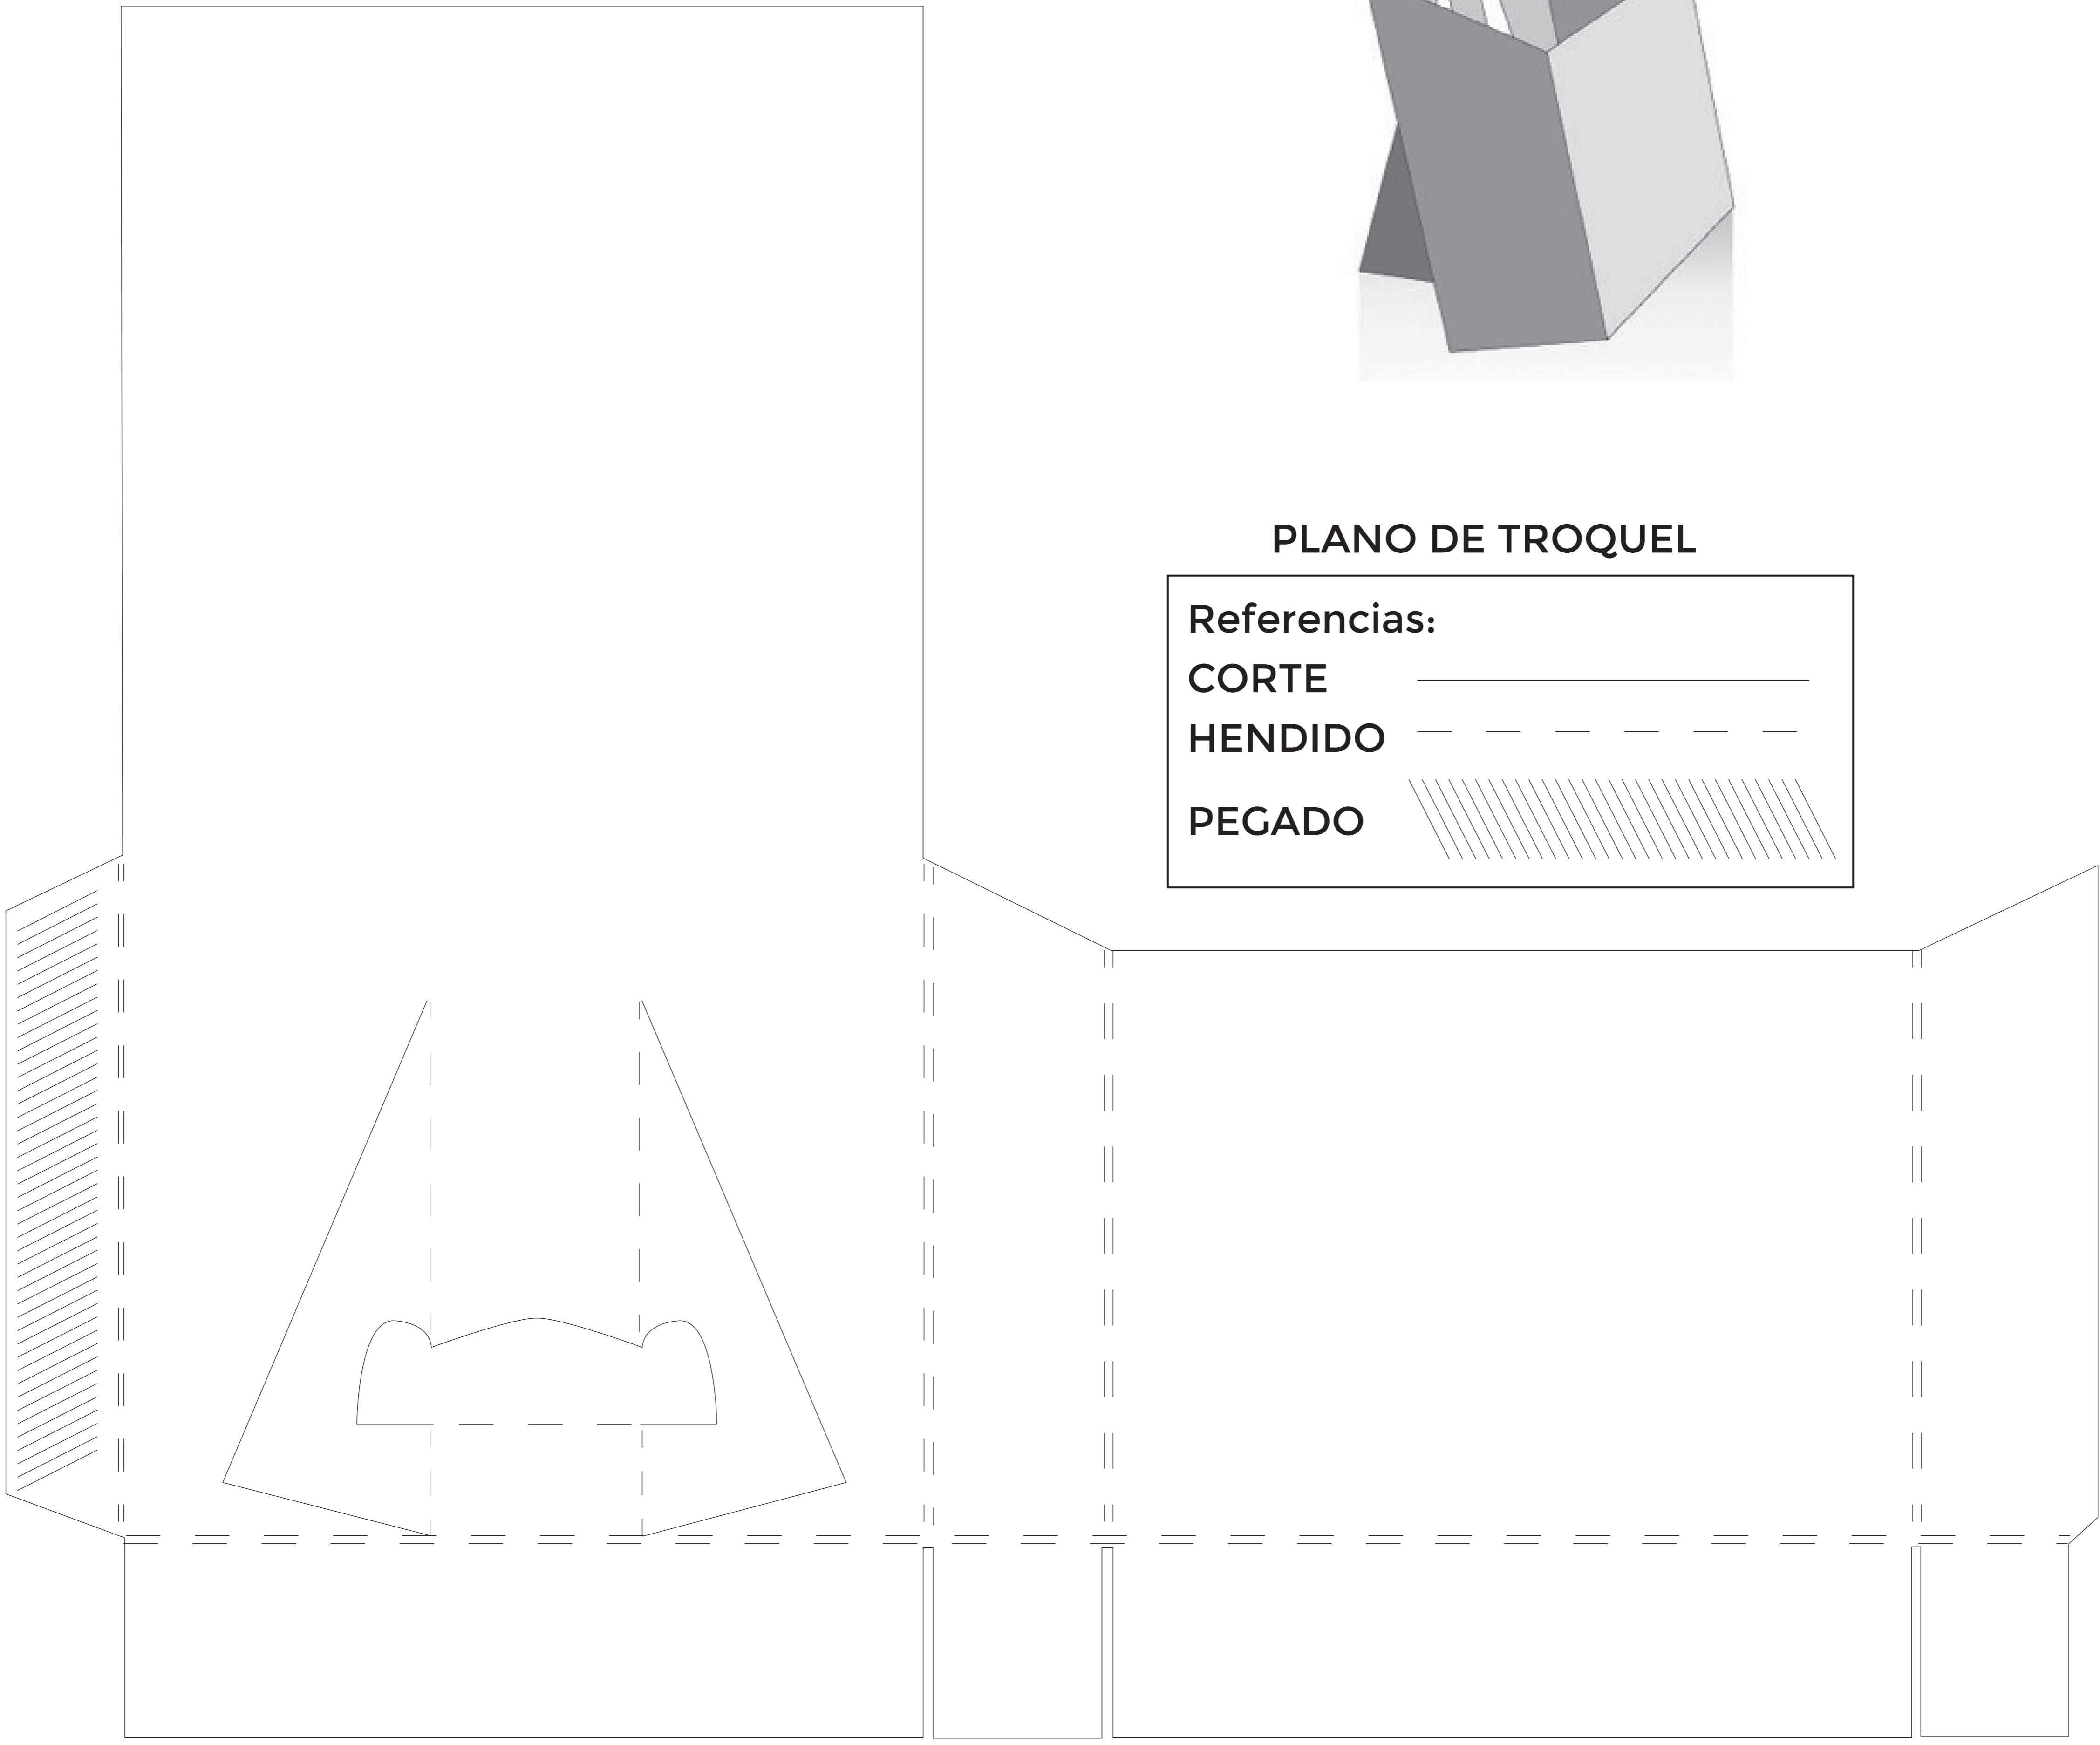 PLANO DE TROQUEL
Referencias:
CORTE
HENDIDO
PEGADO